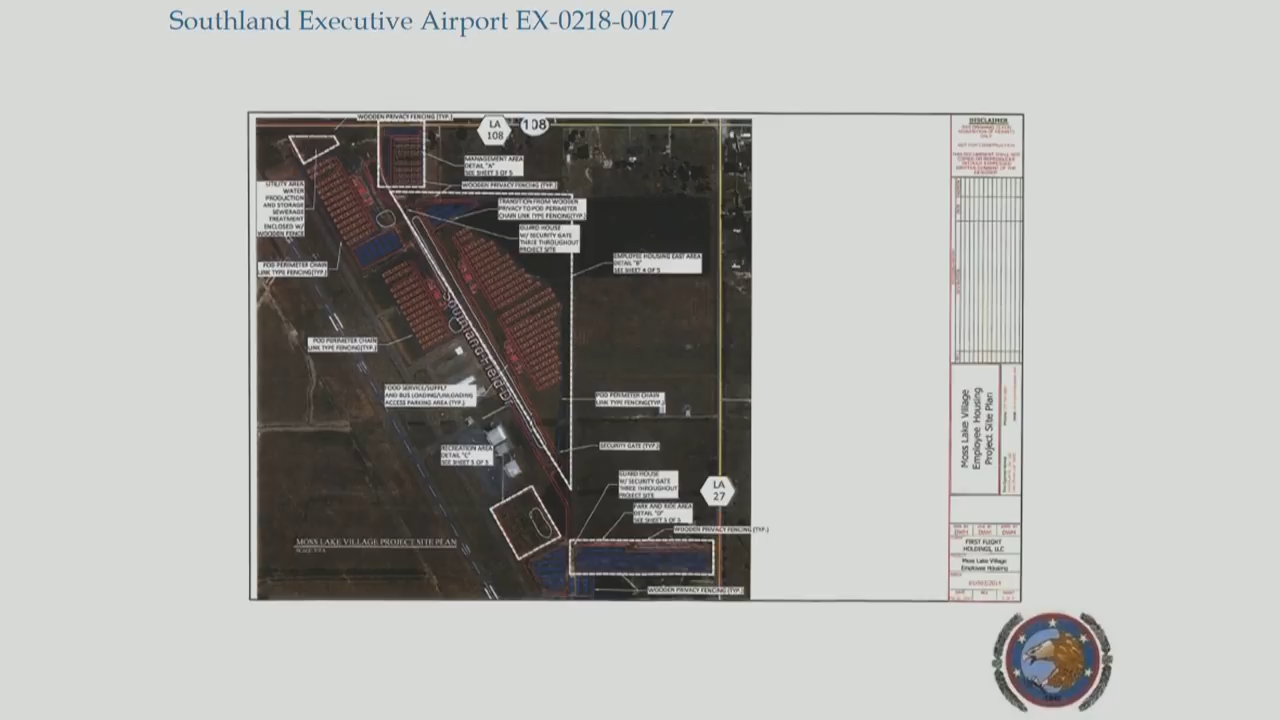 Southland Executive Airport EX-0218-0017
WOODEN PRIVACY FENCING (TYP.)
LA
108
108
MANAGEMENT AREA
DETAIL "A"
SEE SHEET 3 OF 5
WOODEN PRIVACY FENCING (TYP.)
UTILITY AREA
WATER
PRODUCTION
AND STORAGE
SEWERAGE
TREATMENT
ENCLOSED W/
WOODEN FENCE
TRANSITION FROM WOODEN
PRIVACY TO POD PERIMETER
CHAIN LINK TYPE FENCING(TYP.)
GUARD HOUSE
W/ SECURITY GATE
THREE THROUGHOUT
PROJECT SITE
EMPLOYEE HOUSING EAST AREA
DETAIL "B"
SEE SHEET 4 OF 5
POD PERIMETER CHAIN
LINK TYPE FENCING(TYP.)
Southland Field Dr
POD PERIMETER CHAIN
LINK TYPE FENCING(TYP.)
FOOD SERVICE/SUPPLY
AND BUS LOADING/UNLOADING
ACCESS PARKING AREA (TYP.)
POD PERIMETER CHAIN
LINK TYPE FENCING(TYP.)
RECREATION AREA
DETAIL "C"
SEE SHEET 5 OF 5
SECURITY GATE (TYP.)
GUARD HOUSE
W/ SECURITY GATE
THREE THROUGHOUT
PROJECT SITE
LA
27
PARK AND RIDE AREA
DETAIL "D"
SEE SHEET 5 OF 5
WOODEN PRIVACY FENCING (TYP.)
MOSS LAKE VILLAGE PROJECT SITE PLAN
WOODEN PRIVACY FENCING (TYP.)
DISCLAIMER
NOT FOR CONSTRUCTION
Moss Lake Village
Employee Housing
Project Site Plan
FIRST FLIGHT
HOLDINGS, LLC
Moss Lake Village
Employee Housing